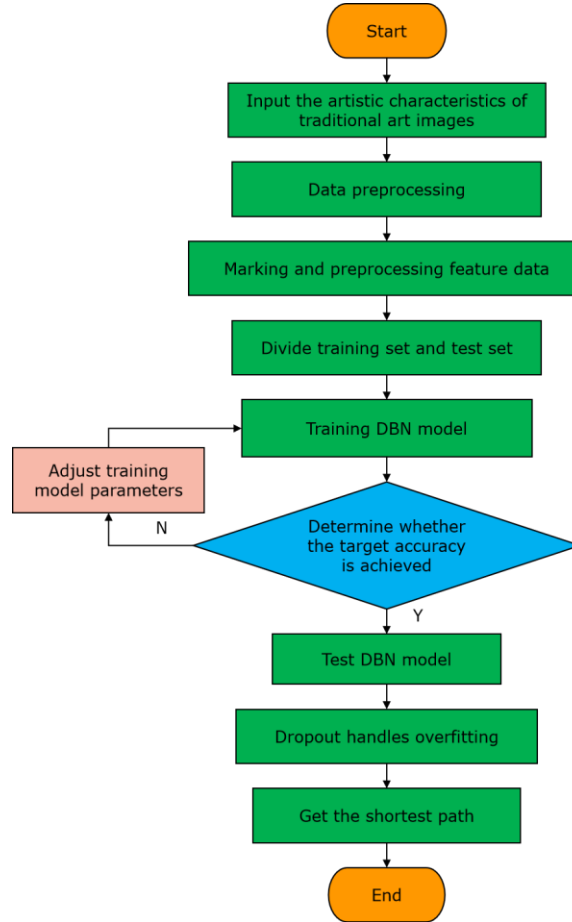 Start
Input the artistic characteristics of
traditional art images
Data preprocessing
Marking and preprocessing feature data
Divide training set and test set
Training DBN model
Adjust training
model parameters
N
Determine whether
the target accuracy
is achieved
Y
Test DBN model
Dropout handles overfitting
Get the shortest path
End